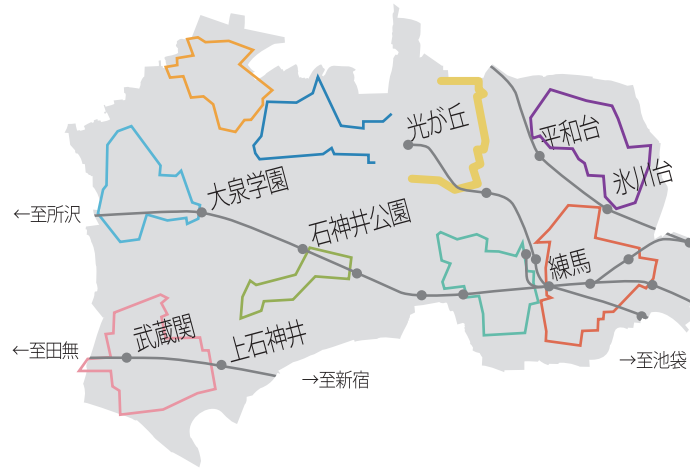 光が丘
平和台
氷川台
大泉学園
←至所沢
石神井公園
練馬
武蔵関
上石神井
←至田無
→至新宿
→至池袋